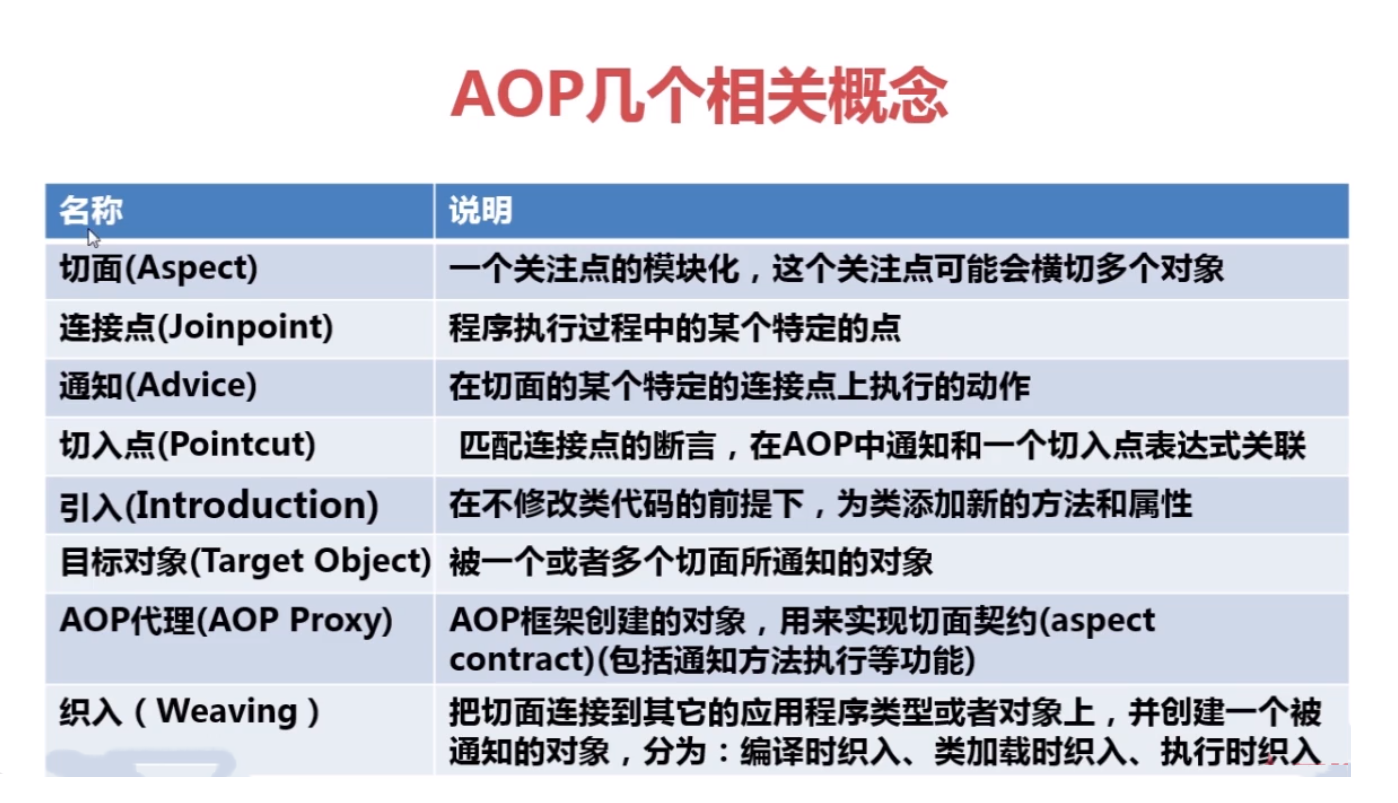 AOP几个相关概念
名称 说明
切面(Aspect) 一个关注点的模块化，这个关注点可能会横切多个对象
连接点(Joinpoint) 程序执行过程中的某个特定的点
通知(Advice) 在切面的某个特定的连接点上执行的动作
切入点(Pointcut) 匹配连接点的断言，在AOP中通知和一个切入点表达式关联
引入(Introduction) 在不修改类代码的前提下，为类添加新的方法和属性
目标对象(Target Object) 被一个或者多个切面所通知的对象
AOP代理(AOP Proxy) AOP框架创建的对象，用来实现切面契约(aspect
contract)(包括通知方法执行等功能)
织入（Weaving） 把切面连接到其它的应用程序类型或者对象上，并创建一个被
通知的对象，分为：编译时织入、类加载时织入、执行时织入